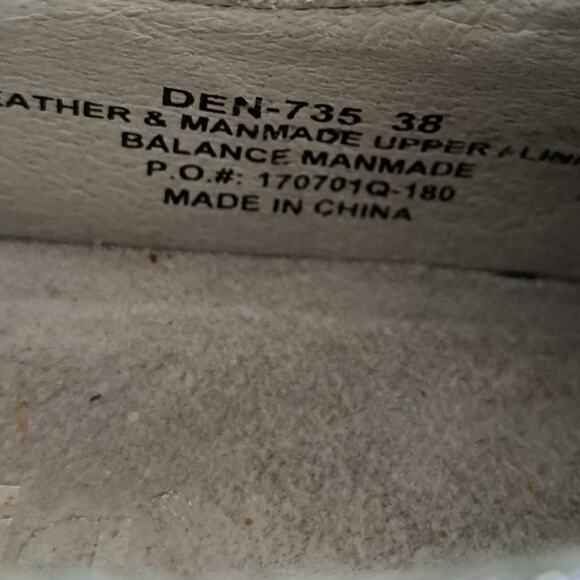 DEN-735 38
EATHER & MANMADE UPPER / LIN
BALANCE MANMADE
P.O.#: 170701Q-180
MADE IN CHINA